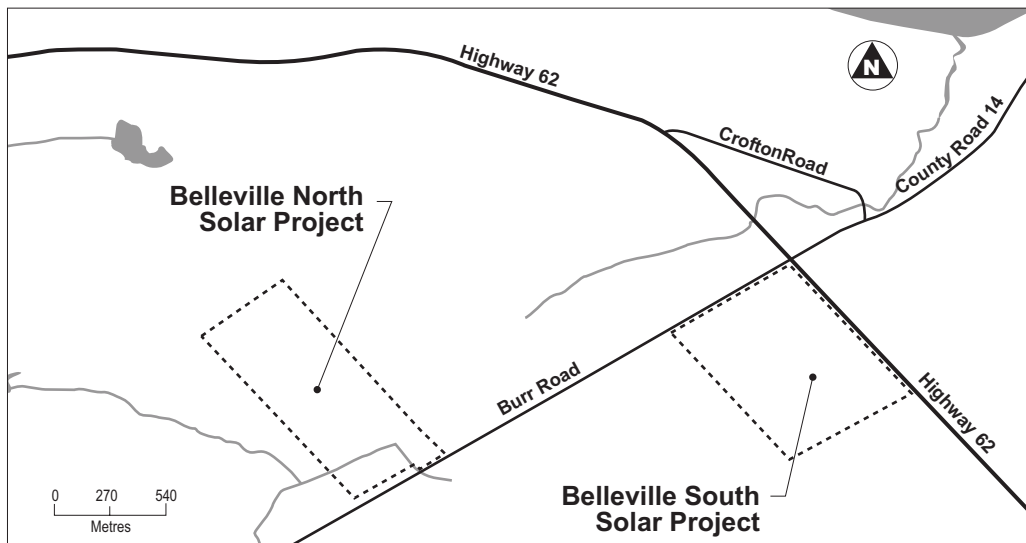 Highway 62
N
CroftonRoad
County Road 14
Belleville North
Solar Project
Burr Road
Highway 62
Belleville South
Solar Project
0 270 540
Metres